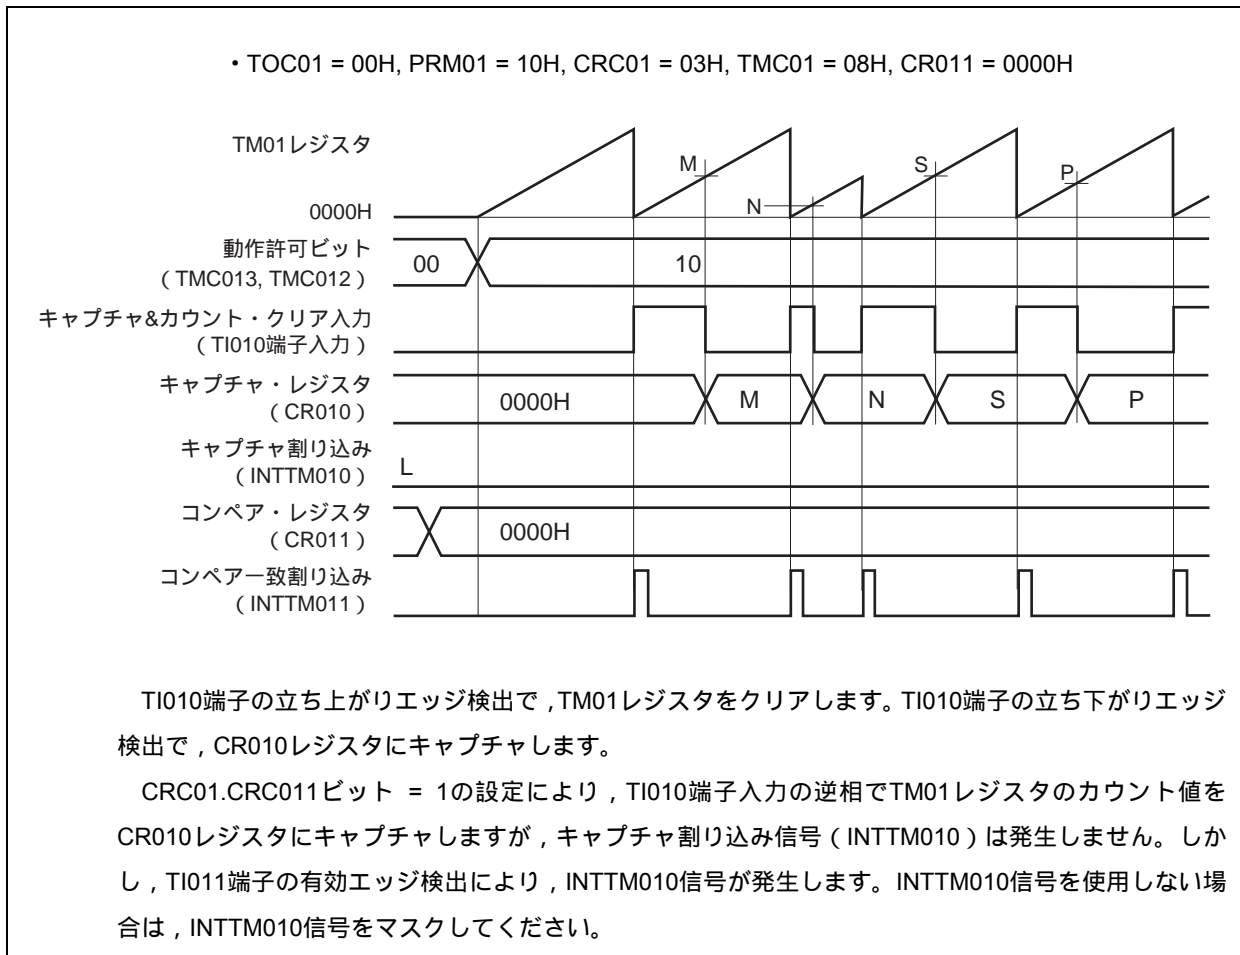 ・TOC01 = 00H, PRM01 = 10H, CRC01 = 03H, TMC01 = 08H, CR011 = 0000H
TM01レジスタ
M
S
P
N
0000H
動作許可ビット
（TMC013, TMC012）
00
10
キャプチャ&カウント・クリア入力
（TI010端子入力）
キャプチャ・レジスタ
（CR010）
0000H
M
N
S
P
キャプチャ割り込み
（INTTM010）
L
コンペア・レジスタ
（CR011）
0000H
コンペア一致割り込み
（INTTM011）
TI010端子の立ち上がりエッジ検出で，TM01レジスタをクリアします。TI010端子の立ち下がりエッジ
検出で，CR010レジスタにキャプチャします。
CRC01.CRC011ビット = 1の設定により，TI010端子入力の逆相でTM01レジスタのカウント値を
CR010レジスタにキャプチャしますが，キャプチャ割り込み信号（INTTM010）は発生しません。しか
し，TI011端子の有効エッジ検出により，INTTM010信号が発生します。INTTM010信号を使用しない場
合は，INTTM010信号をマスクしてください。